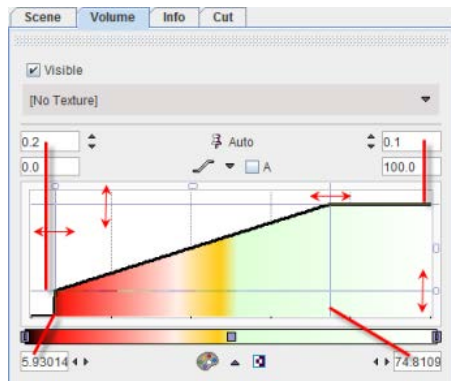 Scene Volume Info Cut
Visible
[No Texture]
0.2 Auto 0.1
0.0 A 100.0
5.93014 74.8109